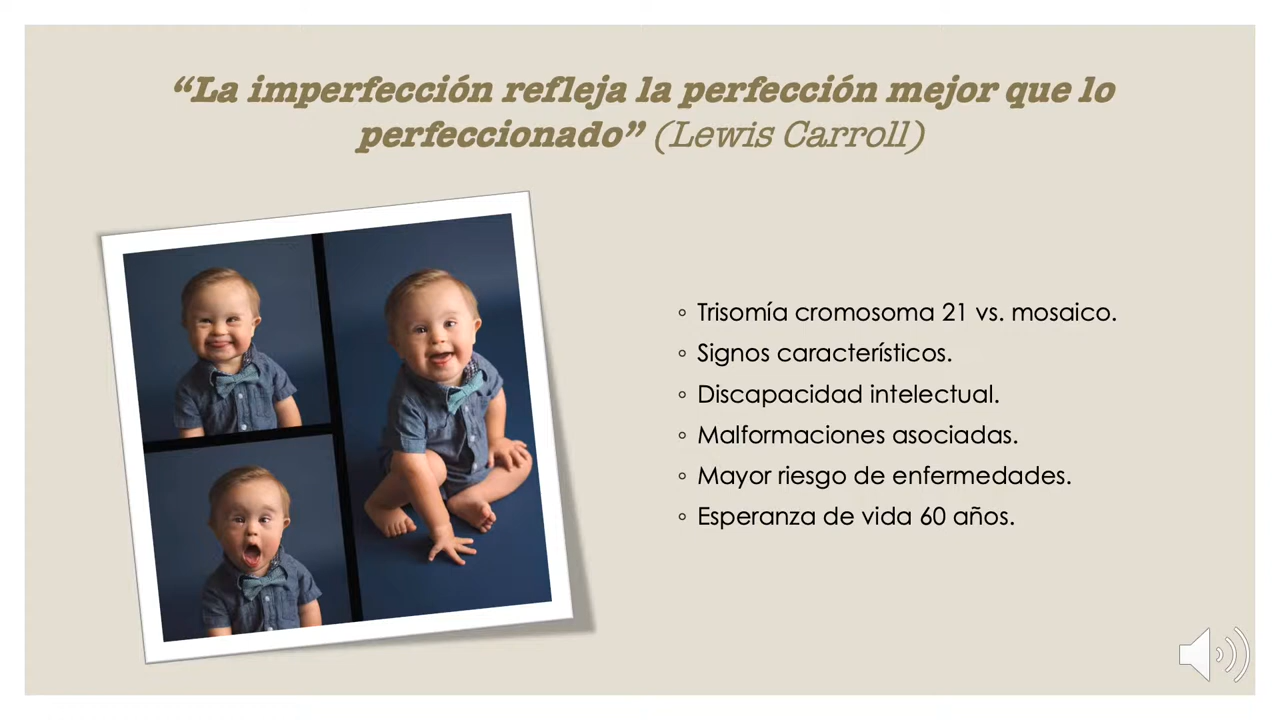 “La imperfección refleja la perfección mejor que lo
perfeccionado” (Lewis Carroll)
◦ Trisomía cromosoma 21 vs. mosaico.
◦ Signos característicos.
◦ Discapacidad intelectual.
◦ Malformaciones asociadas.
◦ Mayor riesgo de enfermedades.
◦ Esperanza de vida 60 años.